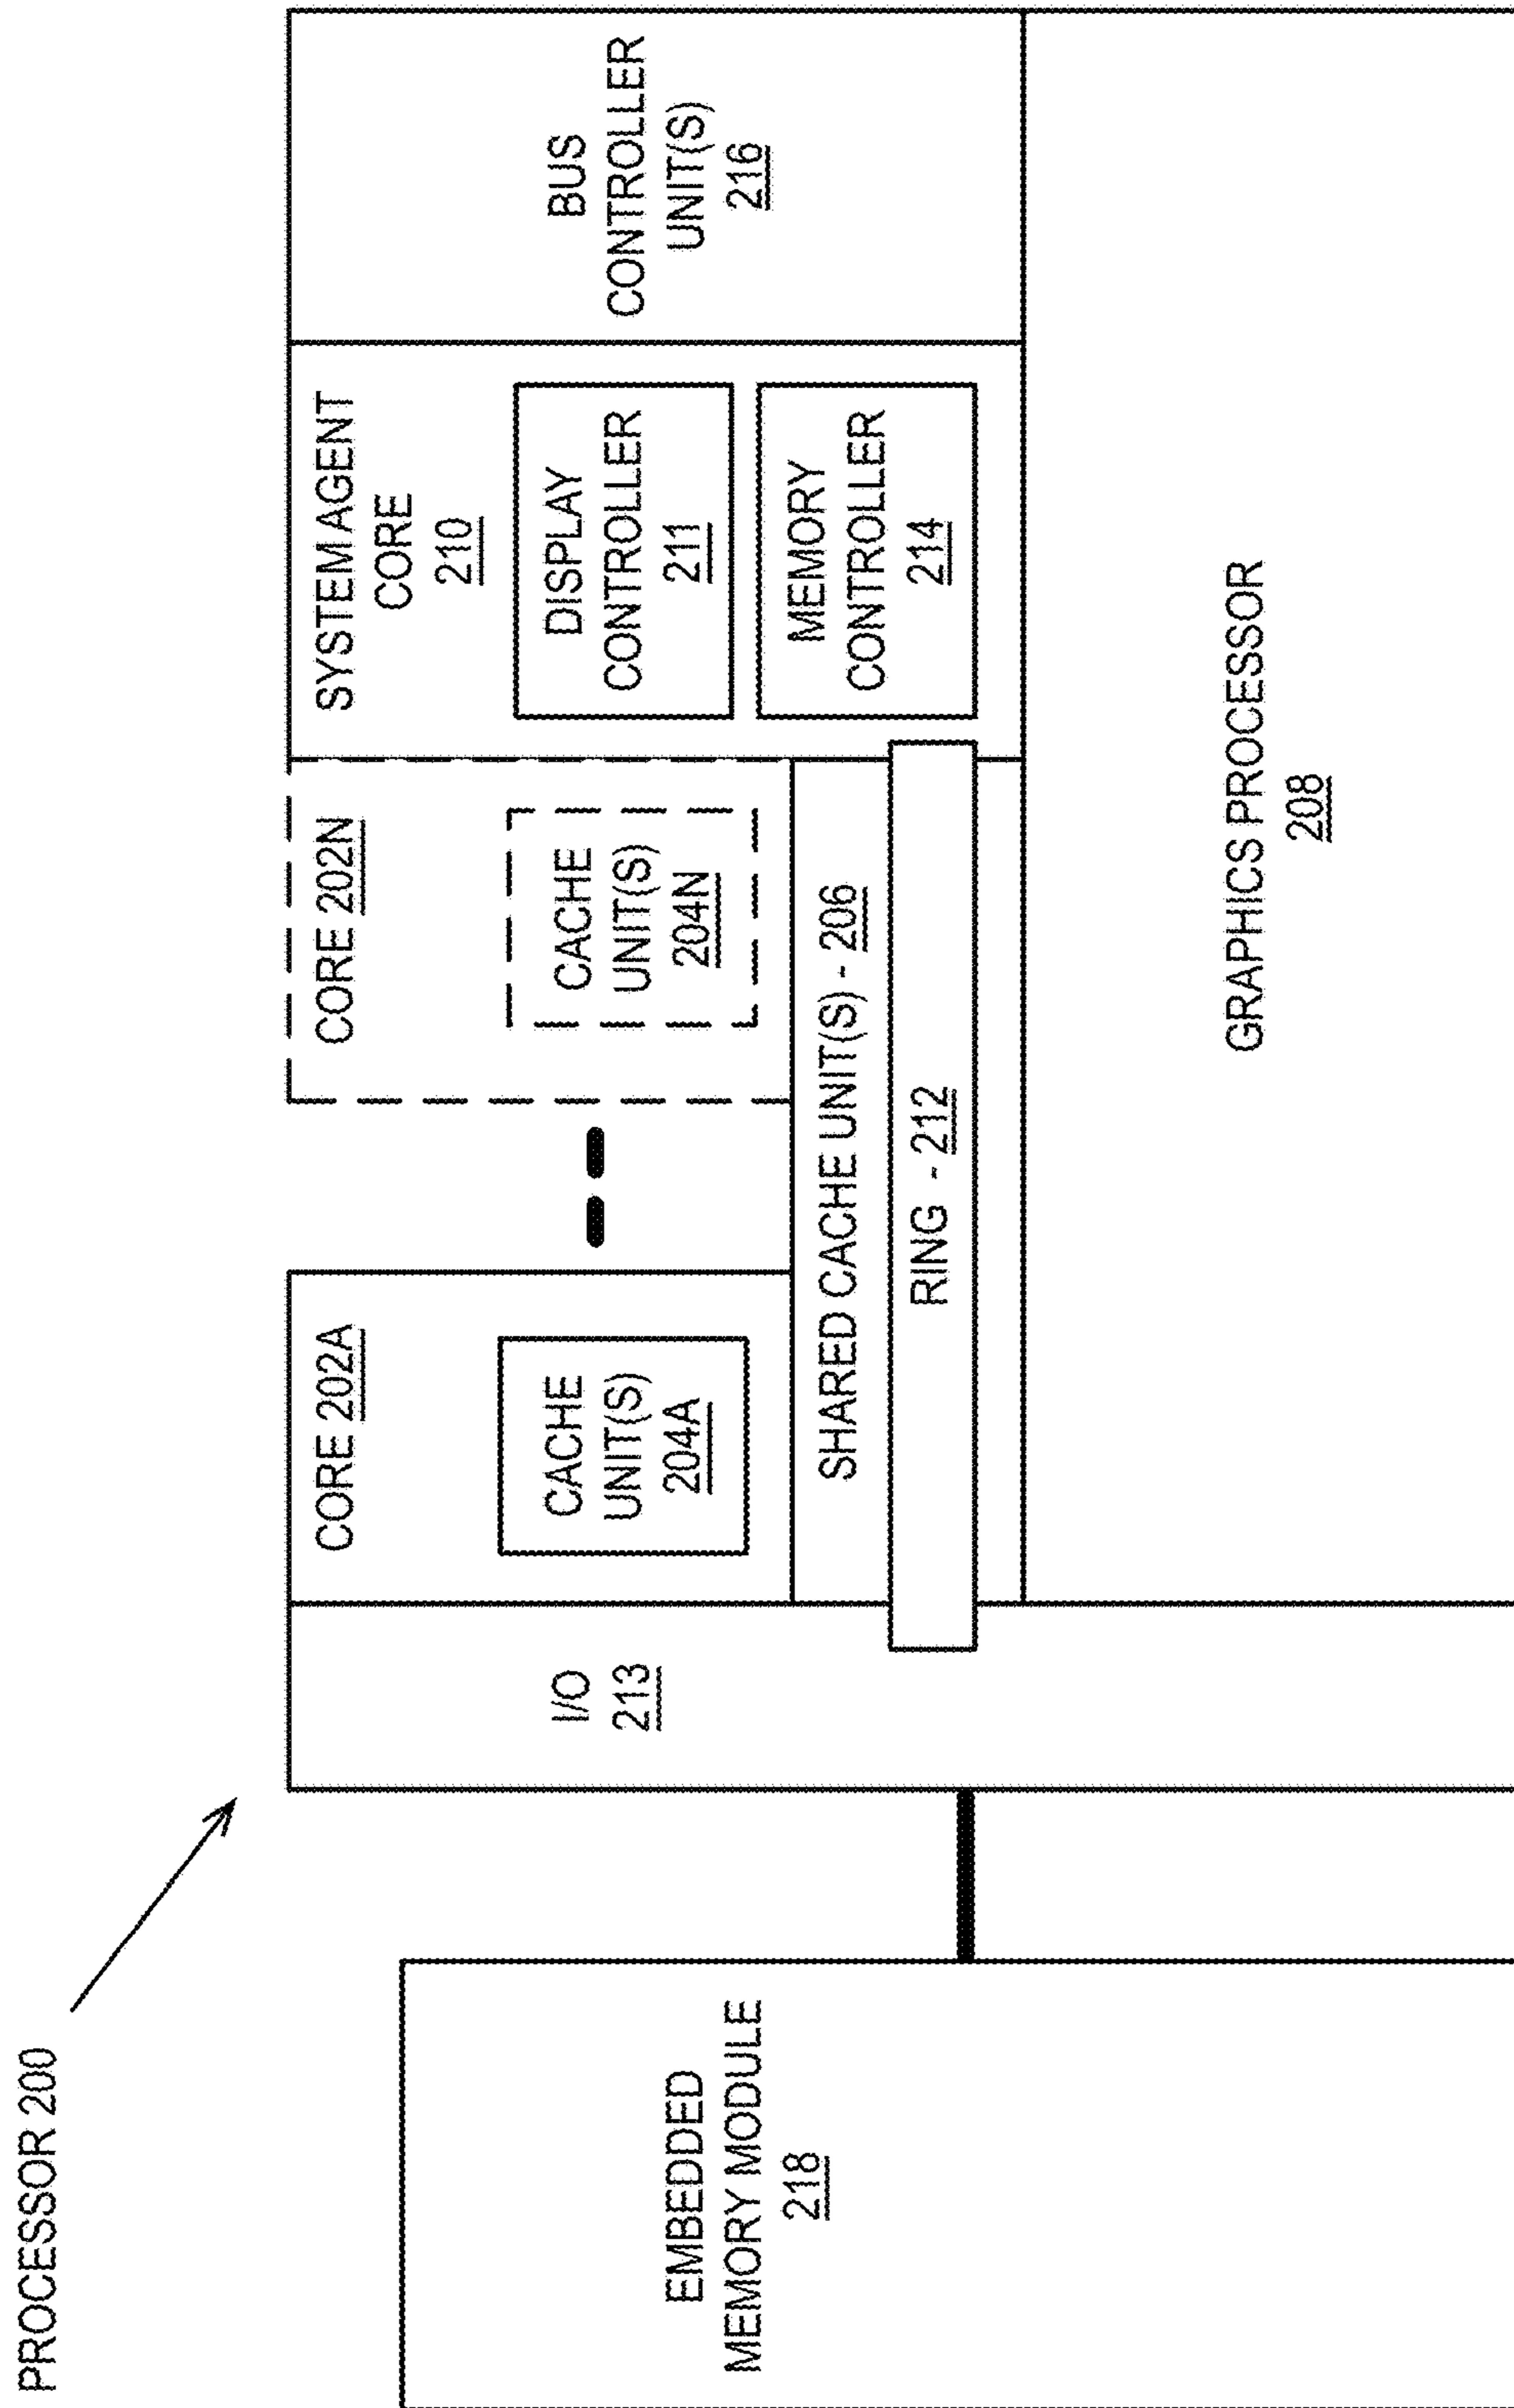 PROCESSOR 200
EMBEDDED
MEMORY MODULE
218
I/O
213
CORE 202A
CACHE
UNIT(S)
204A
CORE 202N
CACHE
UNIT(S)
204N
SHARED CACHE UNIT(S) - 206
RING - 212
SYSTEM AGENT
CORE
210
DISPLAY
CONTROLLER
211
MEMORY
CONTROLLER
214
BUS
CONTROLLER
UNIT(S)
216
GRAPHICS PROCESSOR
208